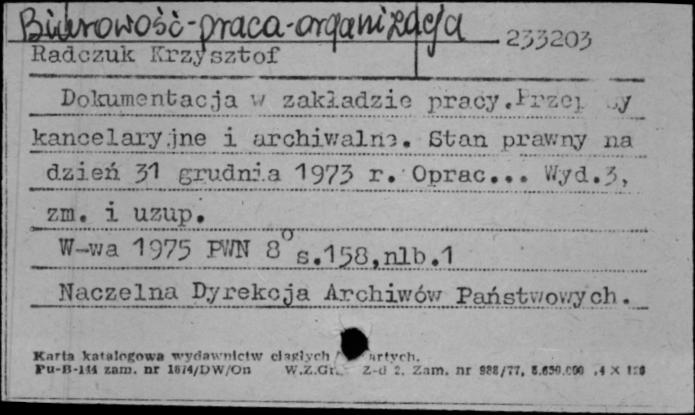 Biurowość-praca-organizacja 233203
Radczuk Krzysztof
Dokumentacja w zakładzie pracy.
kancelaryjne i archiwalne. Stan prawny na
dzień 31 grudnia 1973 r. Oprac... Wyd.3,
zm. i uzup.
W-wa 1975 PWN 8° s.158,nlb.1
Naczelna Dyrekcja Archiwów Państwowych.
Karta katalogowa wydawnictw ciągłych /
Pu-B-144 zam. nr 1674/DW/On W.Z.Gr. Z-d 2. Zam. nr 988/77,